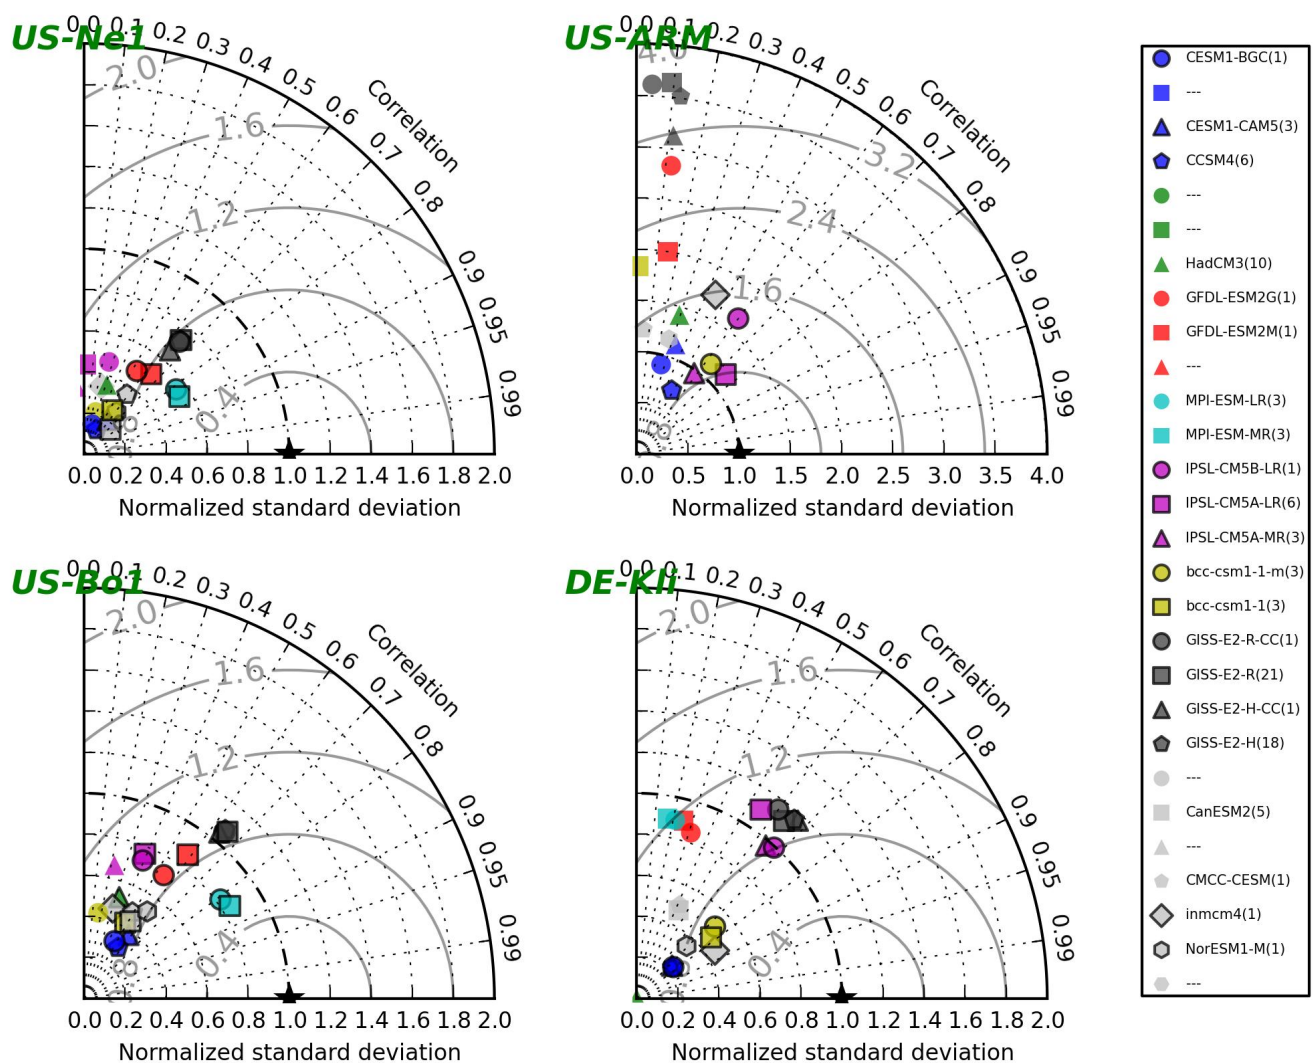 US-Ne1
0.0 0.1 0.2 0.3 0.4 0.5 0.6 0.7 0.8 0.9 0.95 0.99
Correlation
2.0
1.6
1.2
0.4
0.8
0.0 0.2 0.4 0.6 0.8 1.0 1.2 1.4 1.6 1.8 2.0
Normalized standard deviation
US-ARM
0.0 0.1 0.2 0.3 0.4 0.5 0.6 0.7 0.8 0.9 0.95 0.99
Correlation
4.0
3.2
2.4
1.6
0.8
0.0 0.5 1.0 1.5 2.0 2.5 3.0 3.5 4.0
Normalized standard deviation
US-Bo1
0.0 0.1 0.2 0.3 0.4 0.5 0.6 0.7 0.8 0.9 0.95 0.99
Correlation
2.0
1.6
1.2
0.4
0.8
0.0 0.2 0.4 0.6 0.8 1.0 1.2 1.4 1.6 1.8 2.0
Normalized standard deviation
DE-Kli
0.0 0.1 0.2 0.3 0.4 0.5 0.6 0.7 0.8 0.9 0.95 0.99
Correlation
2.0
1.6
1.2
0.4
0.0 0.2 0.4 0.6 0.8 1.0 1.2 1.4 1.6 1.8 2.0
Normalized standard deviation
CESM1-BGC(1)
---
CESM1-CAM5(3)
CCSM4(6)
---
---
HadCM3(10)
GFDL-ESM2G(1)
GFDL-ESM2M(1)
---
MPI-ESM-LR(3)
MPI-ESM-MR(3)
IPSL-CM5B-LR(1)
IPSL-CM5A-LR(6)
IPSL-CM5A-MR(3)
bcc-csm1-1-m(3)
bcc-csm1-1(3)
GISS-E2-R-CC(1)
GISS-E2-R(21)
GISS-E2-H-CC(1)
GISS-E2-H(18)
---
CanESM2(5)
---
CMCC-CESM(1)
inmcm4(1)
NorESM1-M(1)
---